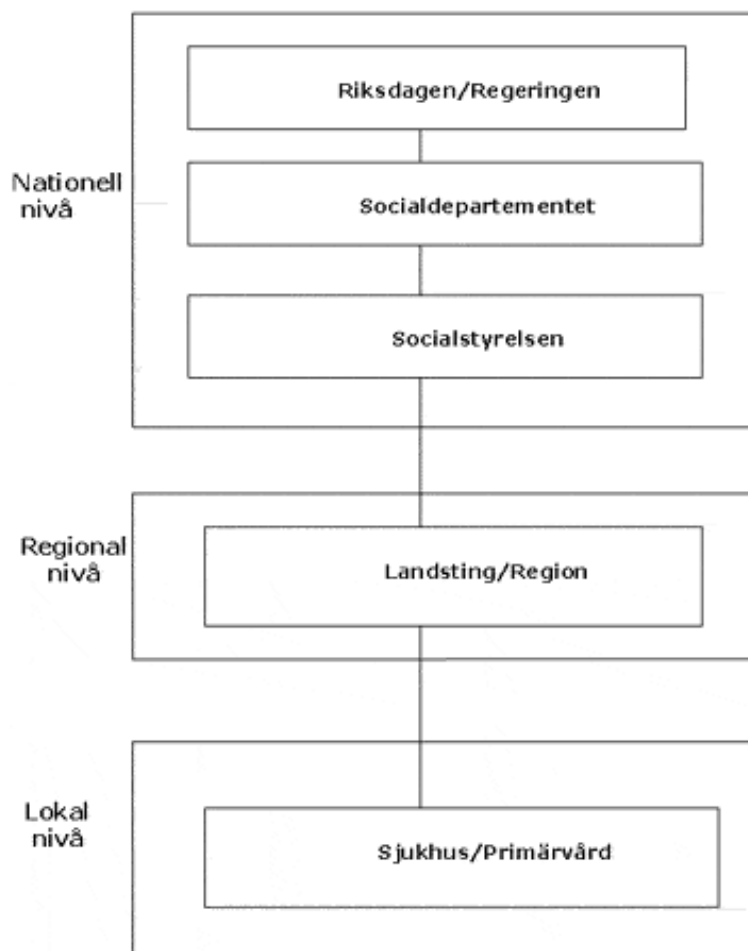 Riksdagen/Regeringen
Nationell
nivå
Socialdepartementet
Socialstyrelsen
Regional
nivå
Landsting/Region
Lokal
nivå
Sjukhus/Primärvård